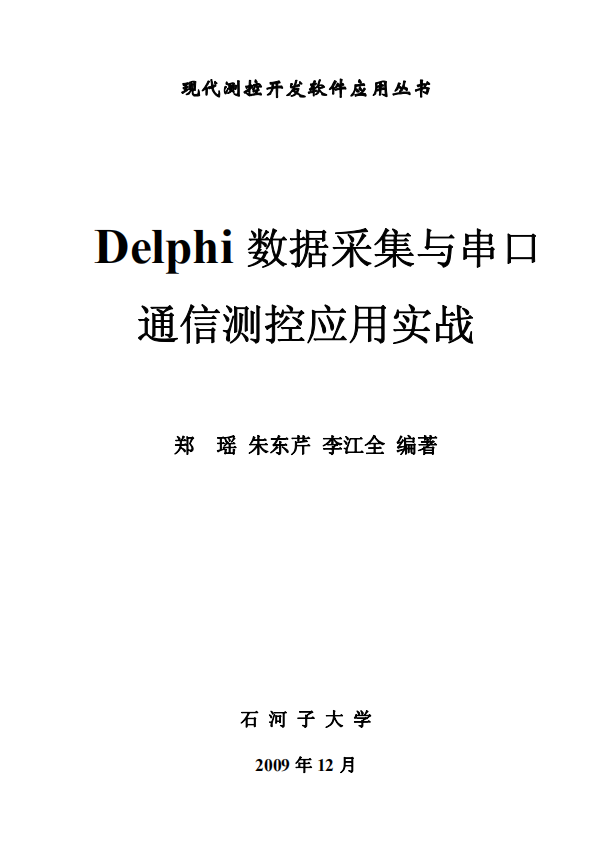 现代测控开发软件应用丛书
Delphi 数据采集与串口
通信测控应用实战
郑 瑶 朱东芹 李江全 编著
石 河 子 大 学
2009 年 12 月